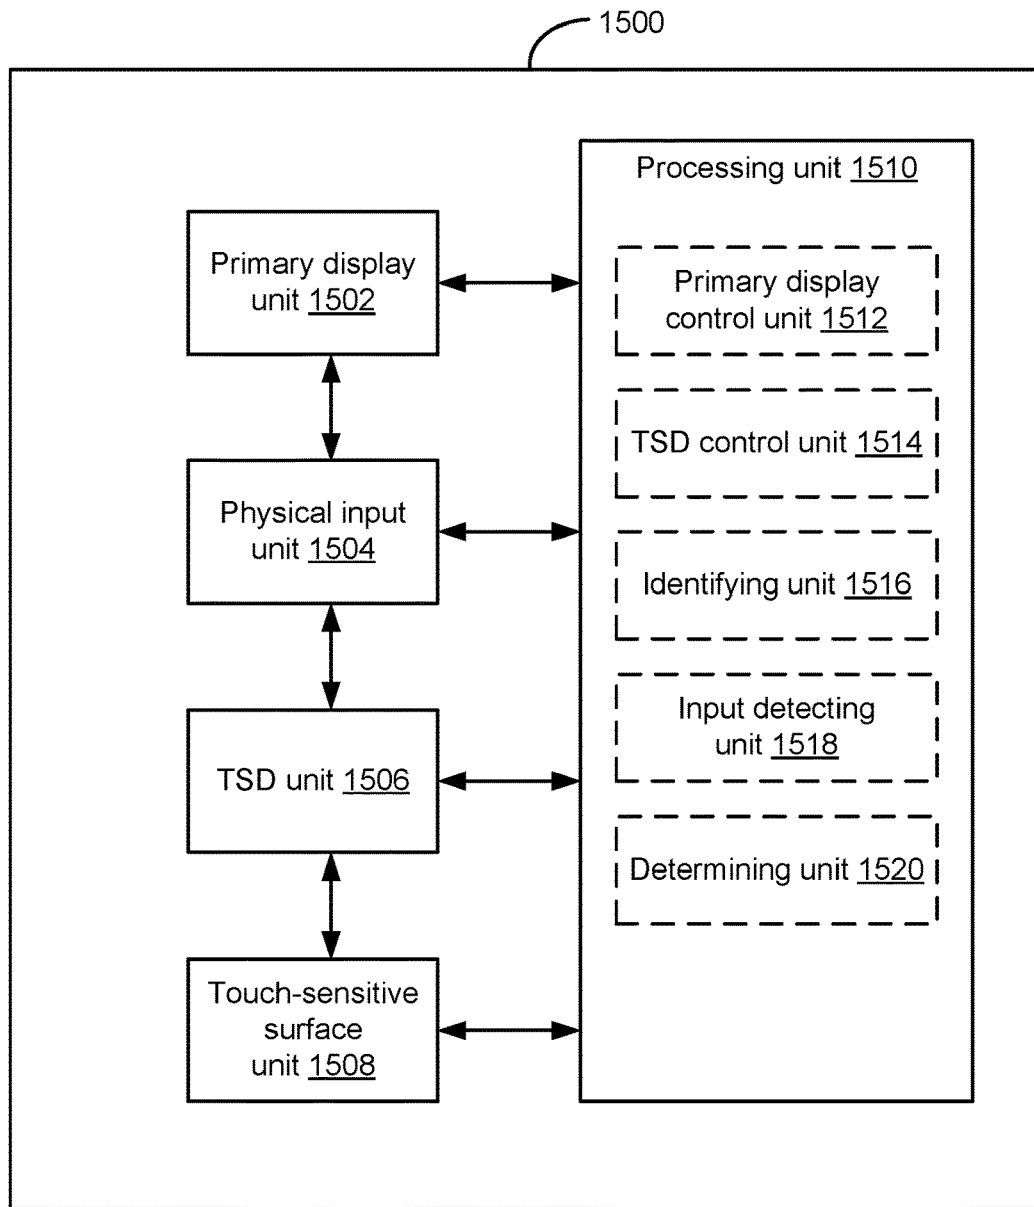 1500
Processing unit 1510
Primary display
unit 1502
Primary display
control unit 1512
TSD control unit 1514
Physical input
unit 1504
Identifying unit 1516
Input detecting
unit 1518
TSD unit 1506
Determining unit 1520
Touch-sensitive
surface
unit 1508